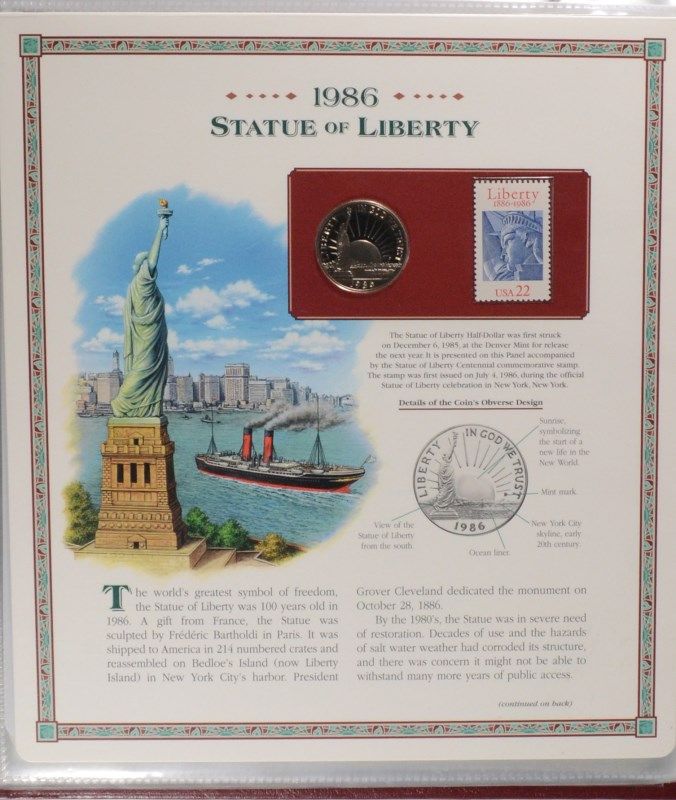 1986
STATUE OF LIBERTY
LIBERTY
IN GOD WE TRUST
1986
Liberty
1886-1986
USA 22
The Statue of Liberty Half-Dollar was first struck
on December 6, 1985, at the Denver Mint for release
the next year. It is presented on this Panel accompanied
by the Statue of Liberty Centennial commemorative stamp.
The stamp was first issued on July 4, 1986, during the official
Statue of Liberty celebration in New York, New York.
Details of the Coin's Obverse Design
Sunrise,
symbolizing
the start of a
new life in the
New World.
LIBERTY
IN GOD WE TRUST
1986
Mint mark.
New York City
skyline, early
20th century.
View of the
Statue of Liberty
from the south.
Ocean liner.
The world's greatest symbol of freedom,
the Statue of Liberty was 100 years old in
1986. A gift from France, the Statue was
sculpted by Frédéric Bartholdi in Paris. It was
shipped to America in 214 numbered crates and
reassembled on Bedloe's Island (now Liberty
Island) in New York City's harbor. President
Grover Cleveland dedicated the monument on
October 28, 1886.
By the 1980's, the Statue was in severe need
of restoration. Decades of use and the hazards
of salt water weather had corroded its structure,
and there was concern it might not be able to
withstand many more years of public access.
(continued on back)